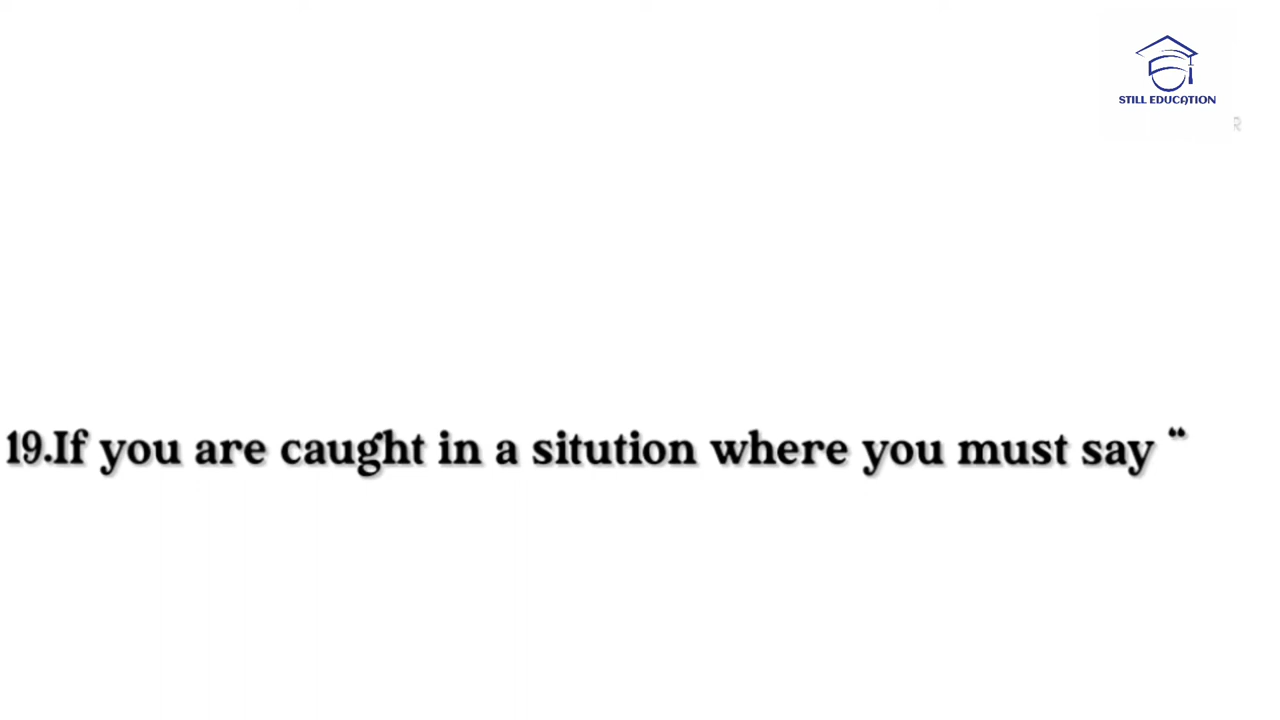 STILL EDUCATION
R
19.If you are caught in a sitution where you must say “